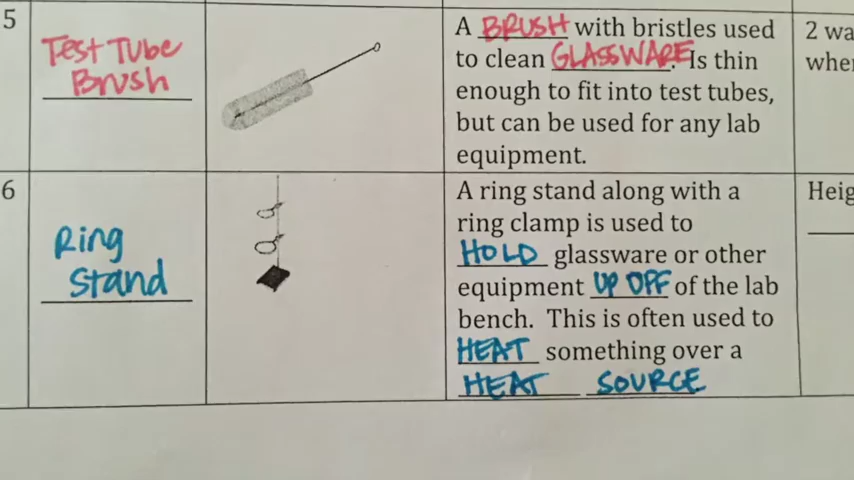 5
Test Tube
Brush
A BRUSH with bristles used
to clean GLASSWARE. Is thin
enough to fit into test tubes,
but can be used for any lab
equipment.
2 wa
when
6
Ring
Stand
A ring stand along with a
ring clamp is used to
HOLD glassware or other
equipment UP OFF of the lab
bench. This is often used to
HEAT something over a
HEAT SOURCE
Heig